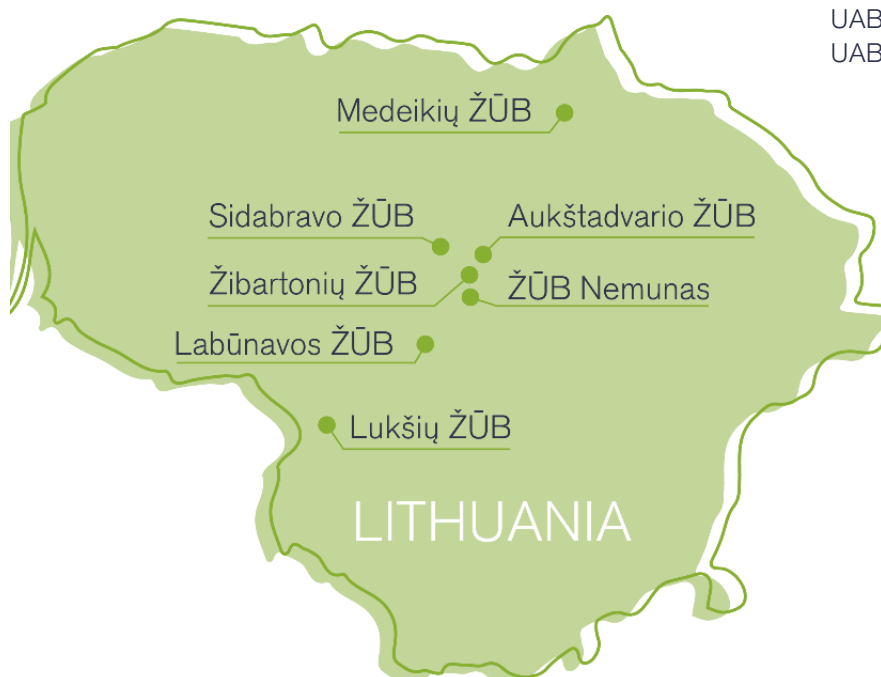 UAB
UAB
Medeikių ŽŪB
Sidabravo ŽŪB
Aukštadvario ŽŪB
Žibartonių ŽŪB
ŽŪB Nemunas
Labūnavos ŽŪB
Lukšių ŽŪB
LITHUANIA